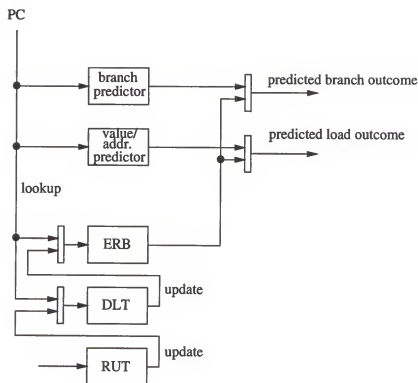 PC
branch
predictor
predicted branch outcome
value/
addr.
predictor
predicted load outcome
lookup
ERB
update
DLT
update
RUT